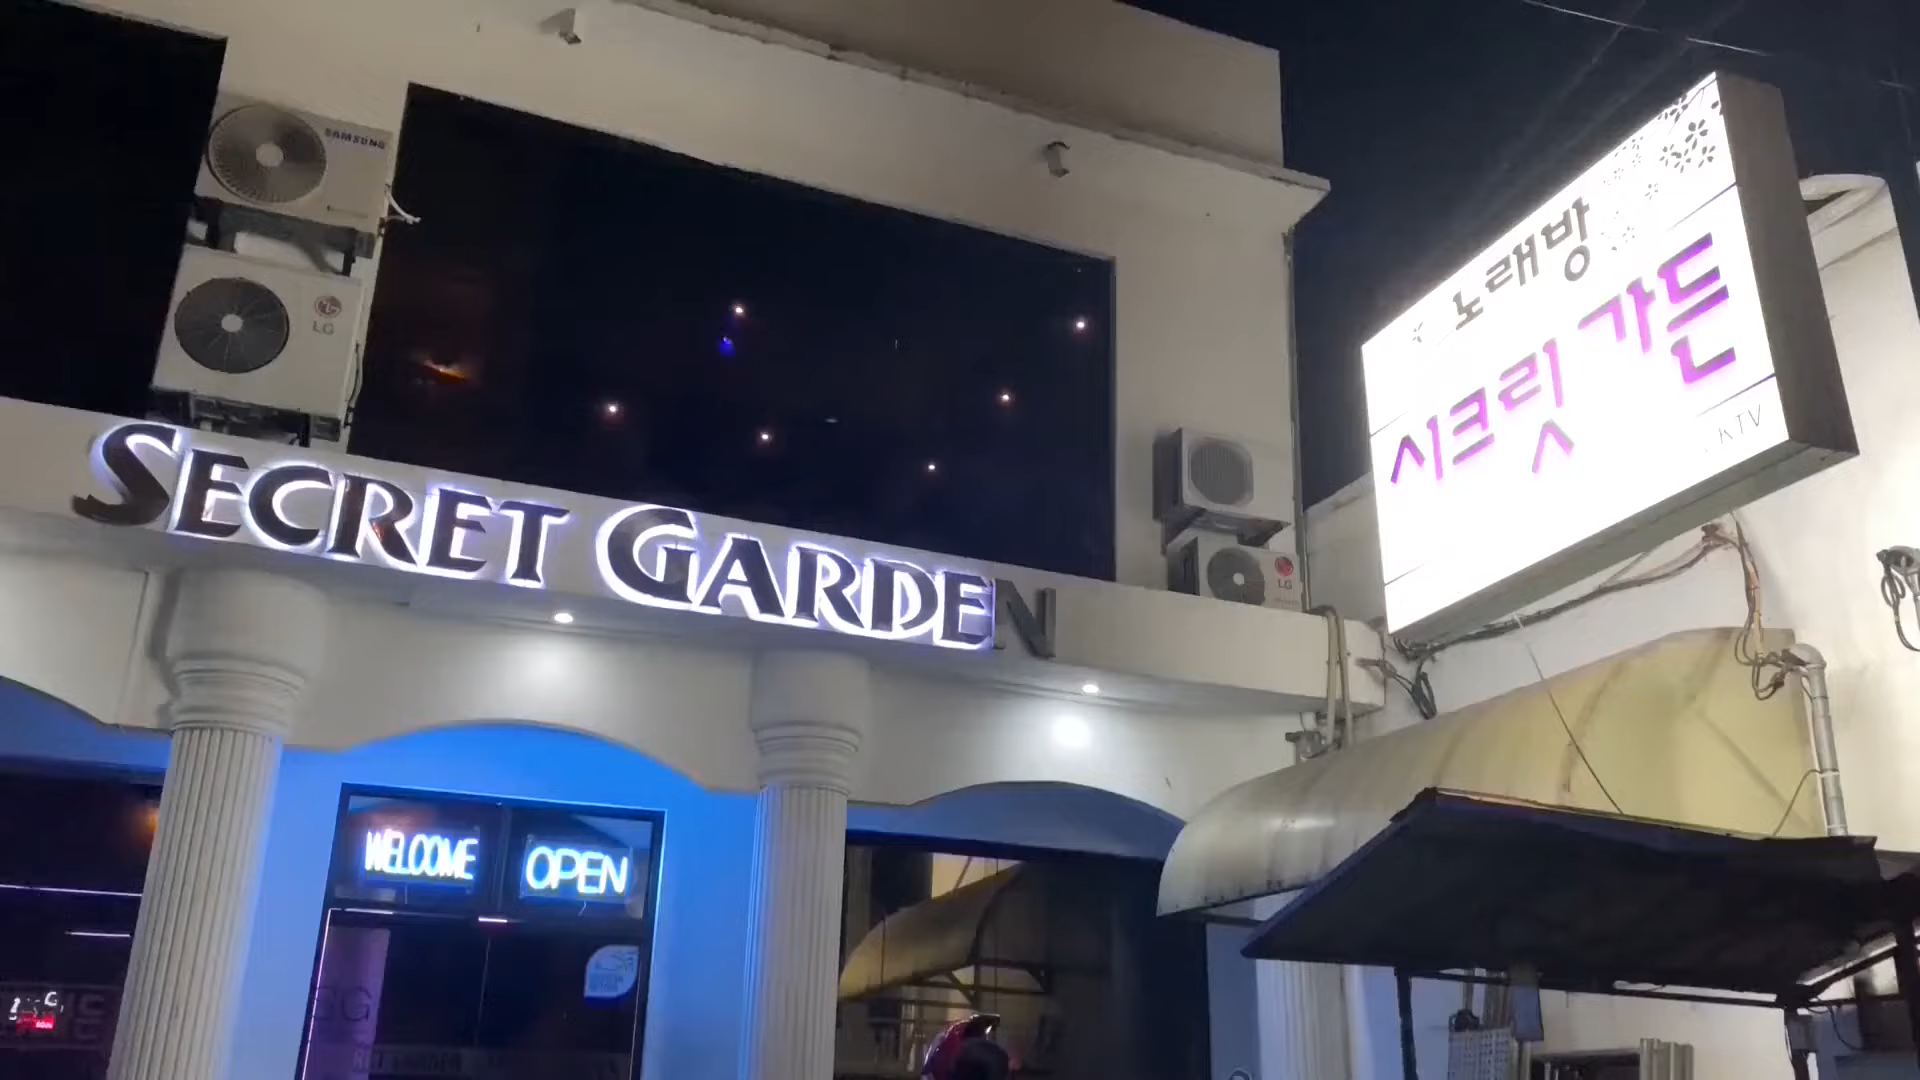 SAMSUNG
LG
SECRET GARDEN
노래방
시크릿 가든
KTV
LG
WELCOME
OPEN